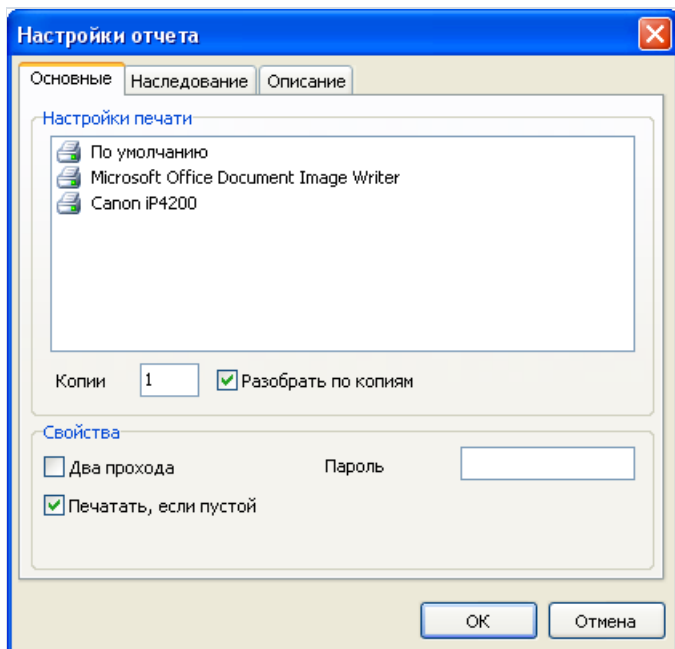 Настройки отчета
Основные Наследование Описание
Настройки печати
По умолчанию
Microsoft Office Document Image Writer
Canon iP4200
Копии 1 Разобрать по копиям
Свойства
Два прохода Пароль
Печатать, если пустой
ОК Отмена